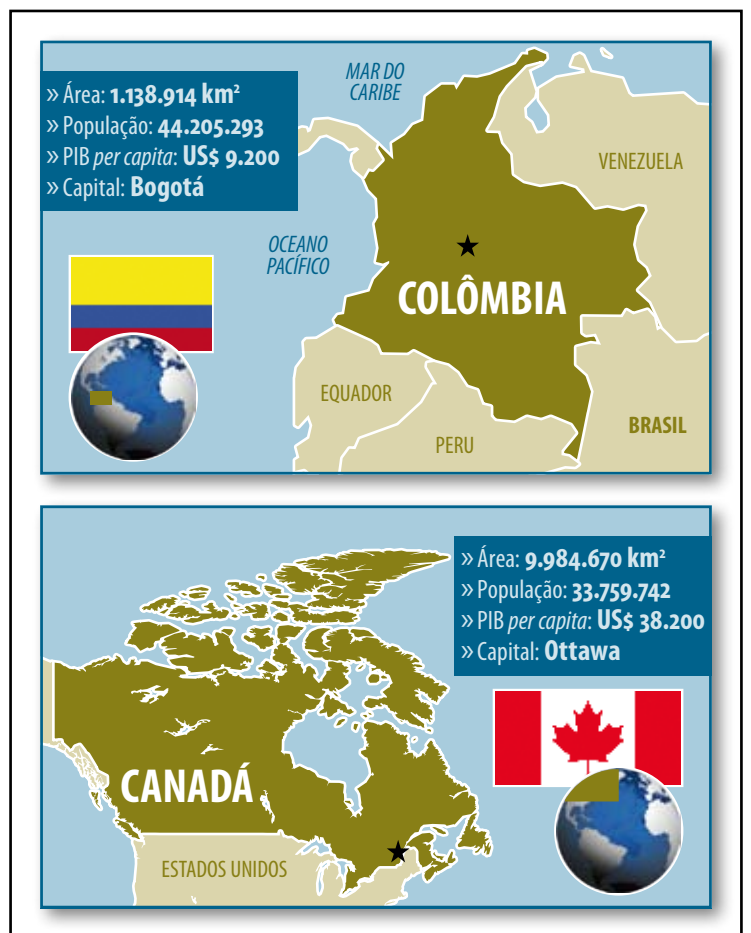 » Área: 1.138.914 km²
» População: 44.205.293
» PIB per capita: US$ 9.200
» Capital: Bogotá
MAR DO
CARIBE
VENEZUELA
OCEANO
PACÍFICO
COLÔMBIA
EQUADOR
PERU
BRASIL
» Área: 9.984.670 km²
» População: 33.759.742
» PIB per capita: US$ 38.200
» Capital: Ottawa
CANADÁ
ESTADOS UNIDOS